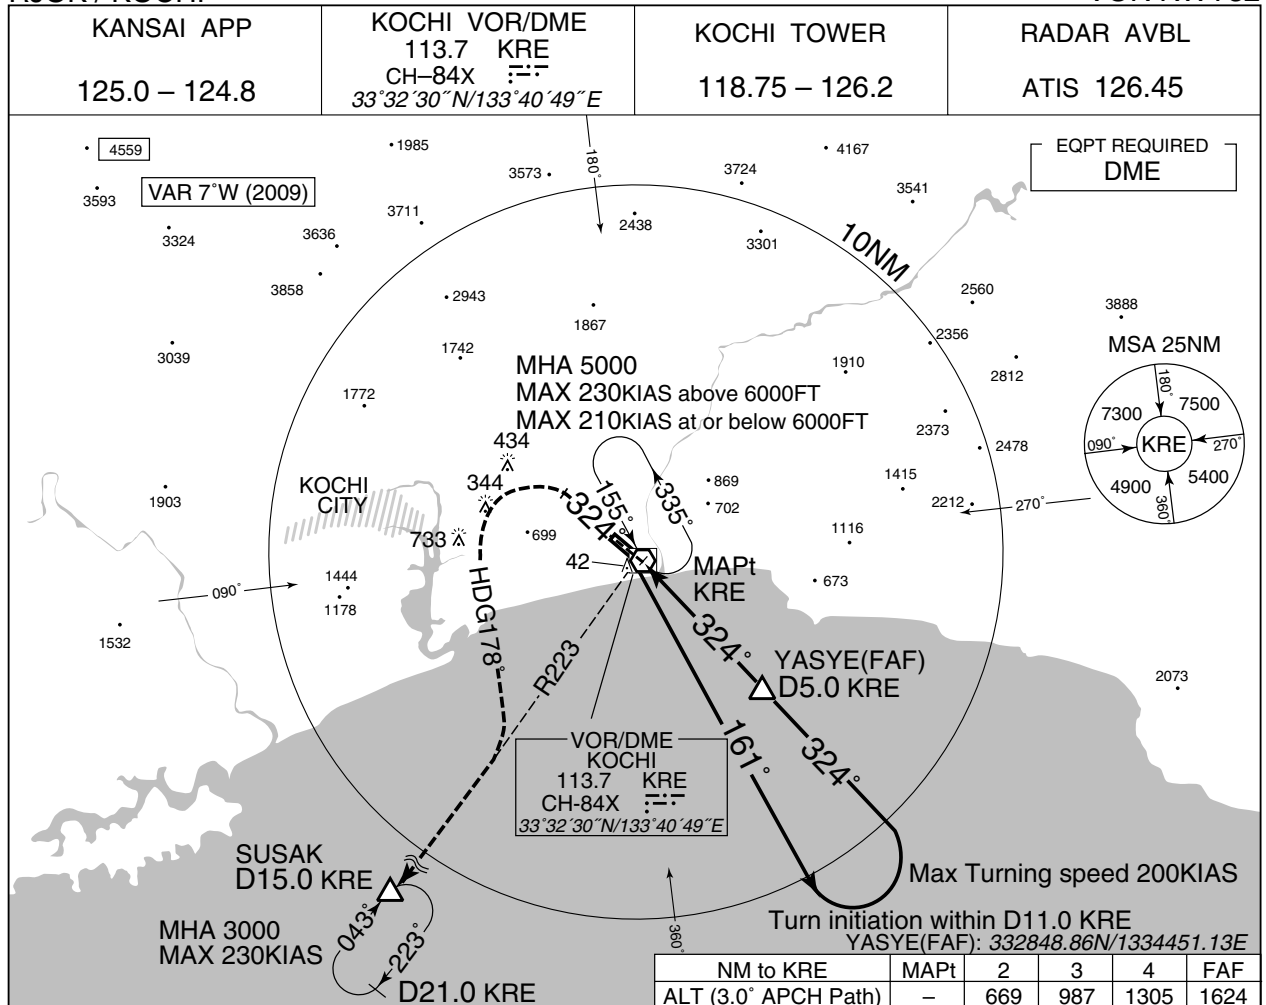 KANSAI APP
125.0 – 124.8
KOCHI VOR/DME
113.7 KRE
CH–84X
33°32´30˝N/133°40´49˝E
KOCHI TOWER
118.75 – 126.2
RADAR AVBL
ATIS 126.45
EQPT REQUIRED
DME
4559
VAR 7°W (2009)
3593
3324
3636
3858
3711
1985
3573
180°
3724
4167
3541
2438
3301
10NM
2943
1867
1742
1772
3039
1903
2560
2356
3888
2812
1910
2373
2478
1415
2212
270°
1116
MSA 25NM
180°
7300
7500
090°
KRE
270°
4900
5400
360°
MHA 5000
MAX 230KIAS above 6000FT
MAX 210KIAS at or below 6000FT
434
344
733
KOCHI
CITY
699
42
155°
335°
324°
869
702
673
MAPt
KRE
090°
1444
1178
1532
HDG178°
R223
324°
YASYE(FAF)
D5.0 KRE
324°
161°
2073
VOR/DME
KOCHI
113.7 KRE
CH-84X
33°32´30˝N/133°40´49˝E
SUSAK
D15.0 KRE
MHA 3000
MAX 230KIAS
043°
223°
D21.0 KRE
360°
Max Turning speed 200KIAS
Turn initiation within D11.0 KRE
YASYE(FAF): 332848.86N/1334451.13E
NM to KRE MAPt 2 3 4 FAF
ALT (3.0° APCH Path) – 669 987 1305 1624